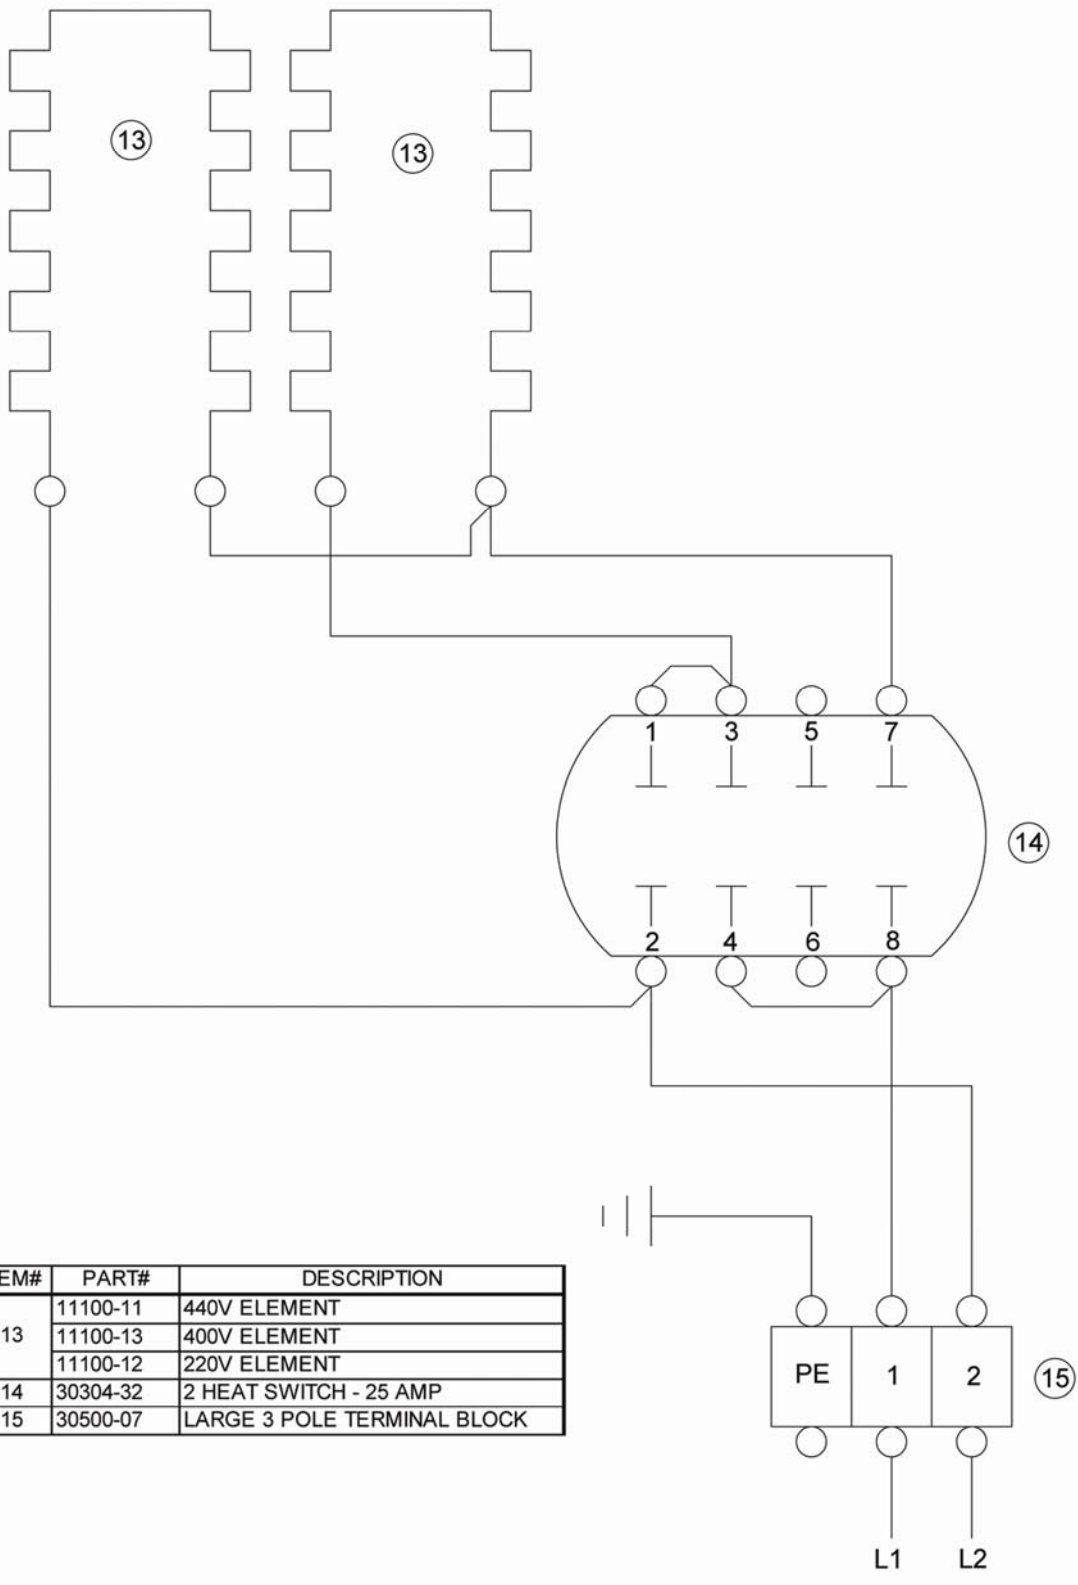 13
13
1 3 5 7
14
2 4 6 8
EM# PART# DESCRIPTION
13
11100-11 440V ELEMENT
11100-13 400V ELEMENT
11100-12 220V ELEMENT
14 30304-32 2 HEAT SWITCH - 25 AMP
15 30500-07 LARGE 3 POLE TERMINAL BLOCK
PE 1 2
15
L1 L2